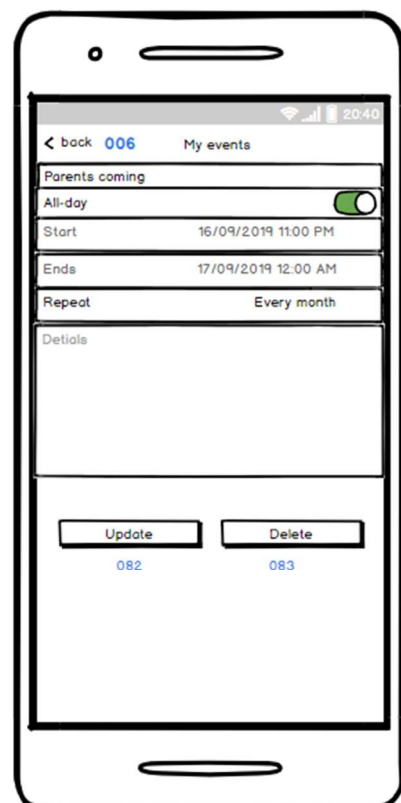 20:40
< back 006 My events
Parents coming
All-day
Start 16/09/2019 11:00 PM
Ends 17/09/2019 12:00 AM
Repeat Every month
Detials
Update Delete
082 083